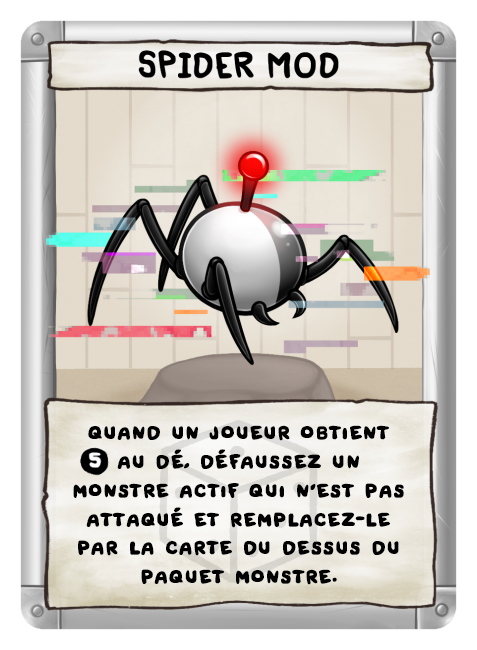 SPIDER MOD
QUAND UN JOUEUR OBTIENT
5 AU DÉ, DÉFAUSSEZ UN
MONSTRE ACTIF QUI N'EST PAS
ATTAQUÉ ET REMPLACEZ-LE
PAR LA CARTE DU DESSUS DU
PAQUET MONSTRE.